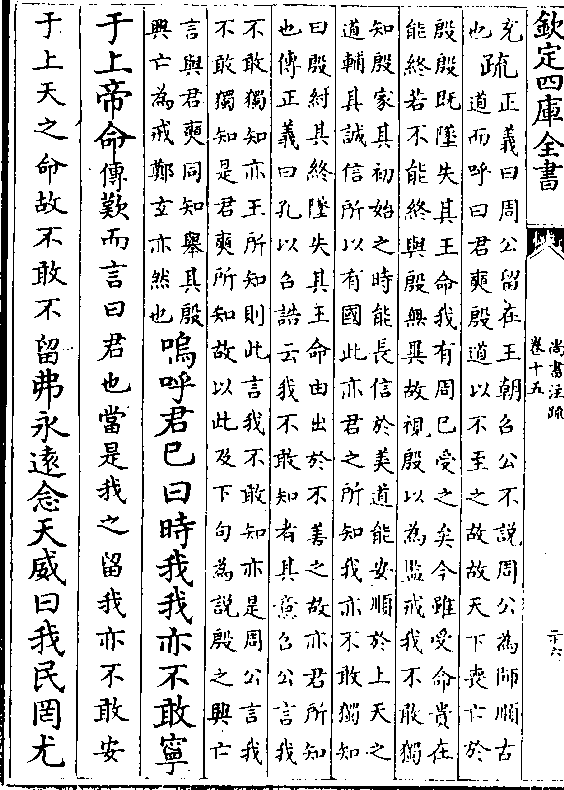 欽定四庫全書
尚書注疏
卷十五
二十六
充
也
疏
正義曰周公留在王朝召公不説周公為師順古
道而呼曰君奭殷道以不至之故故天下喪亡於
殷殷既墜失其王命我有周已受之矣今雖受命貴在
能終若不能終與殷無異故視殷以為監戒我不敢獨
知殷家其初始之時能長信於美道能安順於上天之
道輔其誠信所以有國此亦君之所知我亦不敢獨知
曰殷紂其終墜失其王命由出於不善之故亦君所知
也傳正義曰孔以召誥云我不敢知者其意召公言我
不敢獨知亦王所知則此言我不敢知亦是周公言我
不敢獨知是君奭所知故以此及下句為説殷之興亡
言與君奭同知舉其殷
興亡為戒鄭玄亦然也
嗚呼君已曰時我我亦不敢寧
于上帝命傳歎而言曰君也當是我之留我亦不敢安
于上天之命故不敢不留弗永遠念天威曰我民罔尤